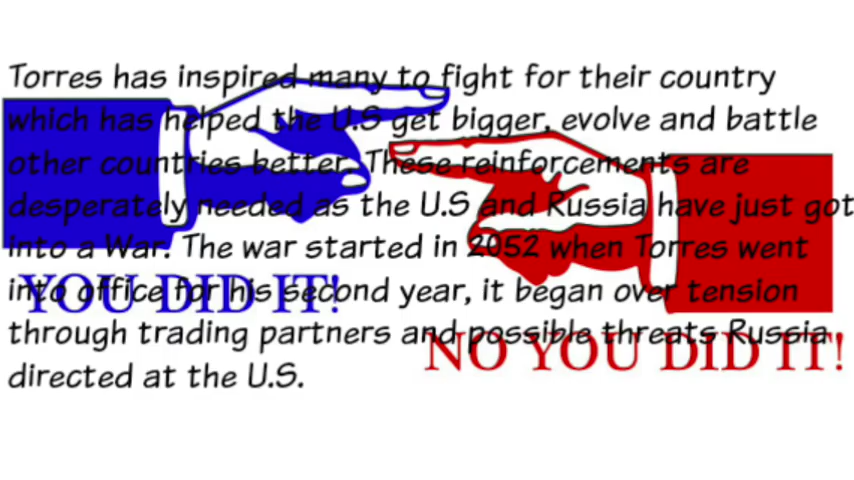 Torres has inspired many to fight for their country
which has helped the U.S get bigger, evolve and battle
other countries better. These reinforcements are
desperately needed as the U.S and Russia have just got
into a War. The war started in 2052 when Torres went
into office for his second year, it began over tension
through trading partners and possible threats Russia
directed at the U.S.
YOU DID IT!
NO YOU DID IT!